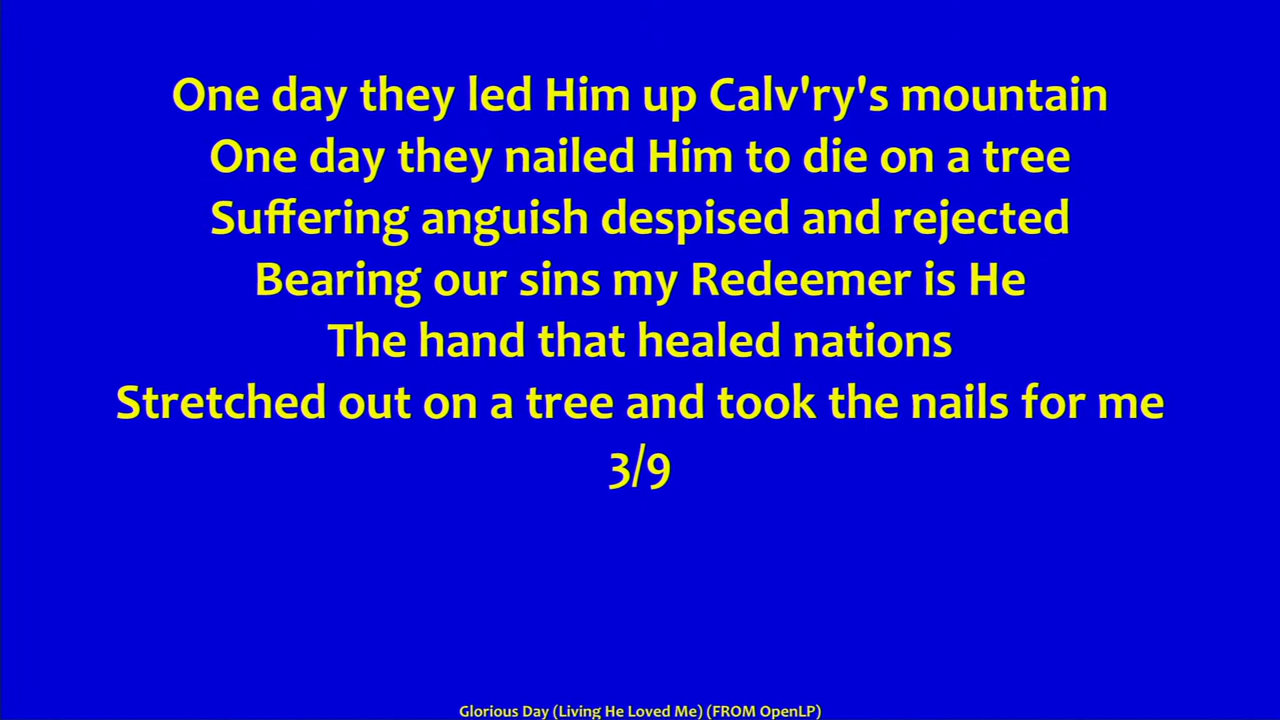 One day they led Him up Calv'ry's mountain
One day they nailed Him to die on a tree
Suffering anguish despised and rejected
Bearing our sins my Redeemer is He
The hand that healed nations
Stretched out on a tree and took the nails for me
3/9
Glorious Day (Living He Loved Me) (FROM OpenLP)